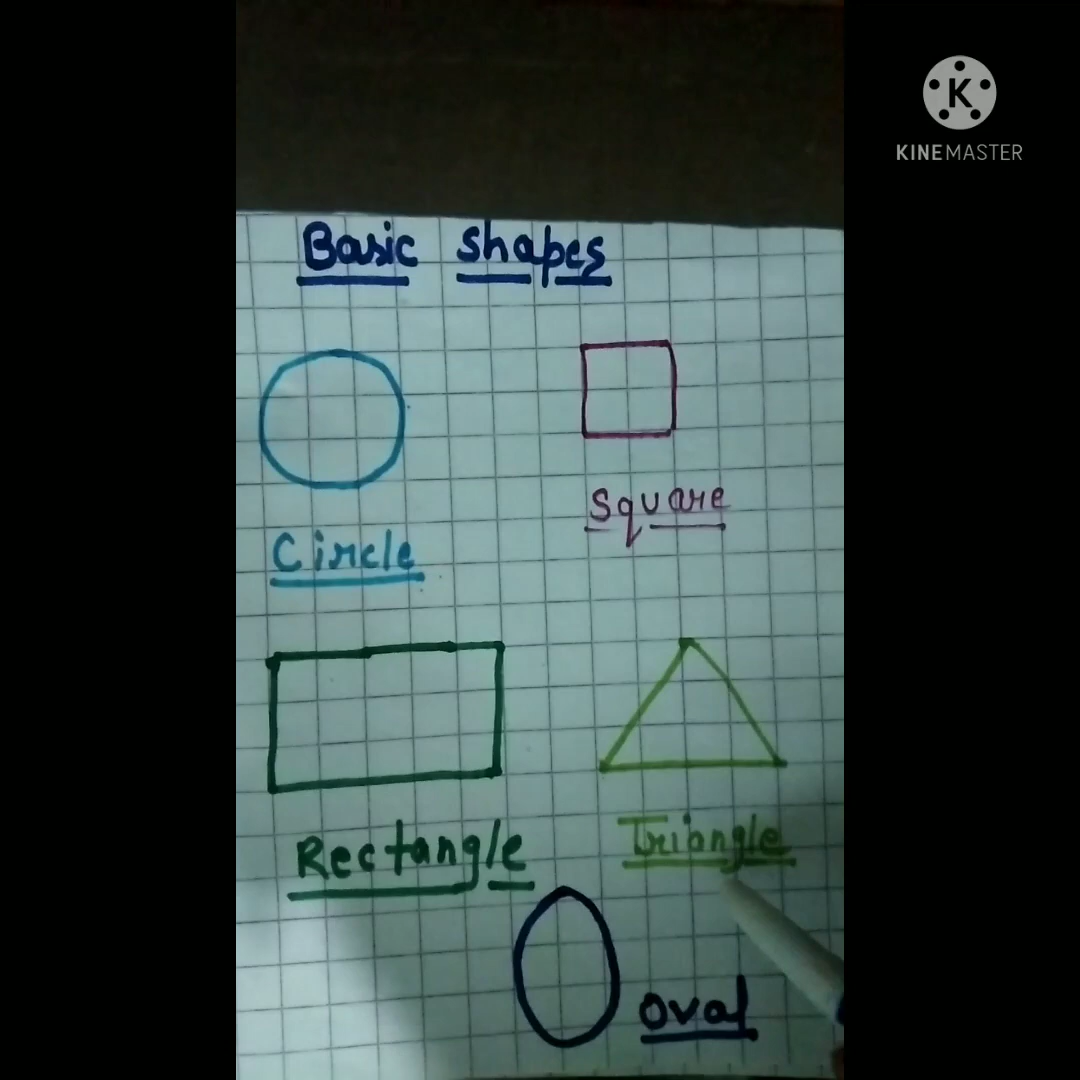 Basic shapes
K
KINEMASTER
Circle
Square
Rectangle
Triangle
oval